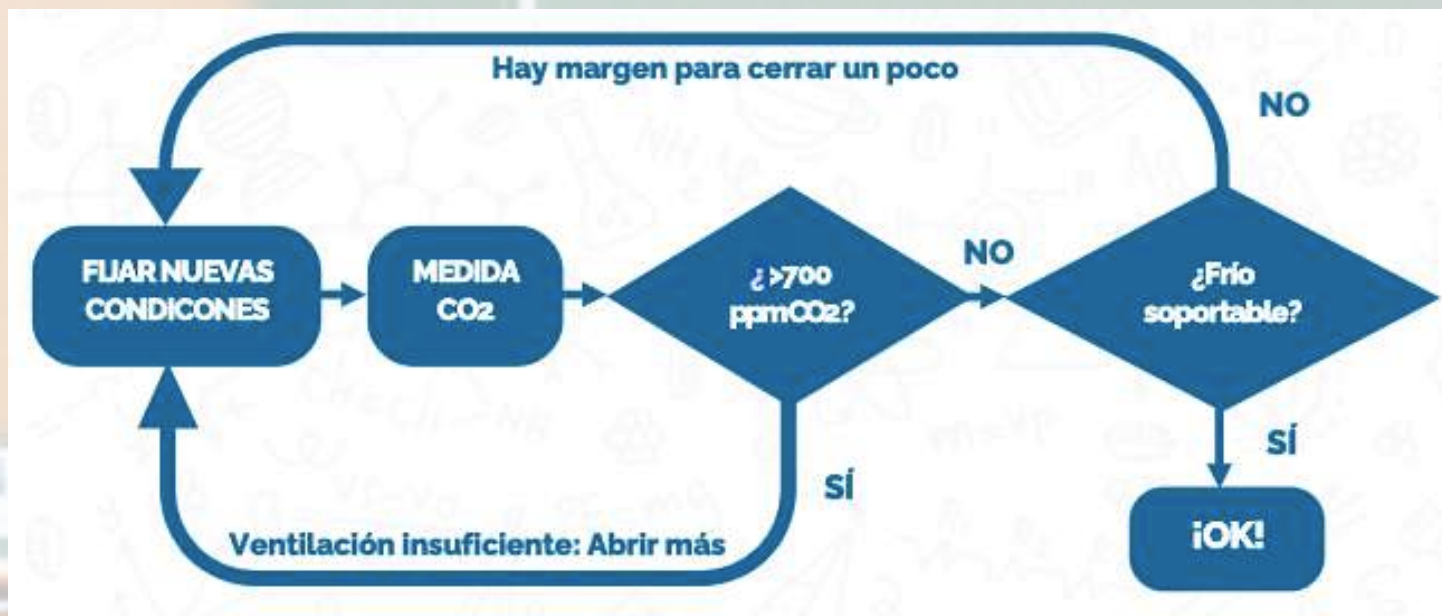 Hay margen para cerrar un poco
NO
FIJAR NUEVAS
CONDICONES
MEDIDA
CO2
¿>700
ppmCO2?
NO
¿Frío
soportable?
SÍ
SÍ
Ventilación insuficiente: Abrir más
¡OK!